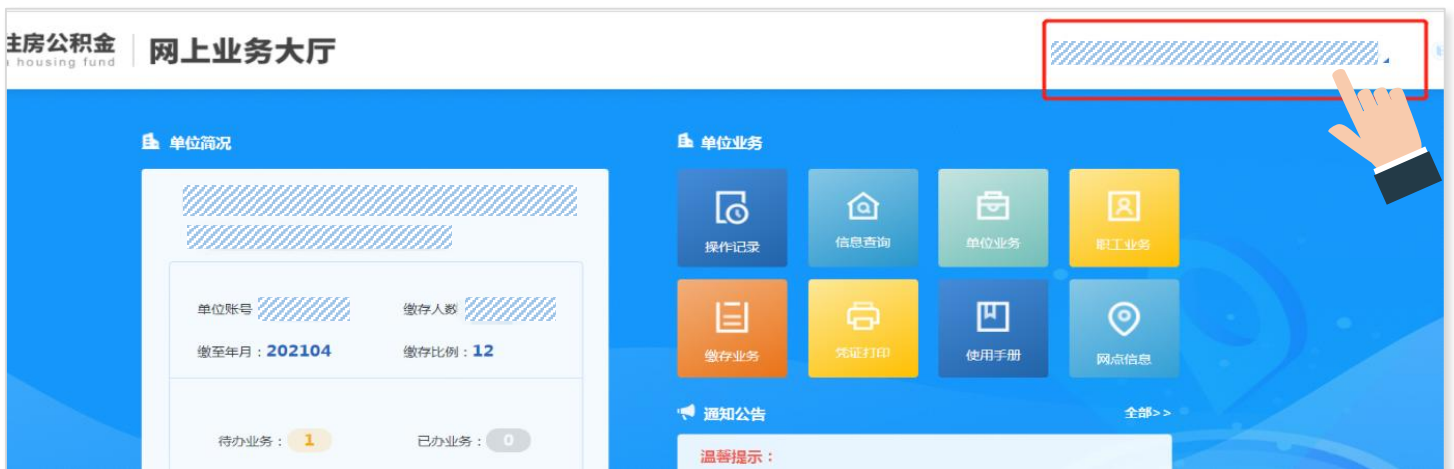 住房公积金 网上业务大厅
housing fund
单位简况
单位账号
缴存人数
缴至年月：202104
缴存比例：12
待办业务：1
已办业务：0
单位业务
操作记录
信息查询
单位业务
职工业务
缴存业务
凭证打印
使用手册
网点信息
通知公告
全部>>
温馨提示：